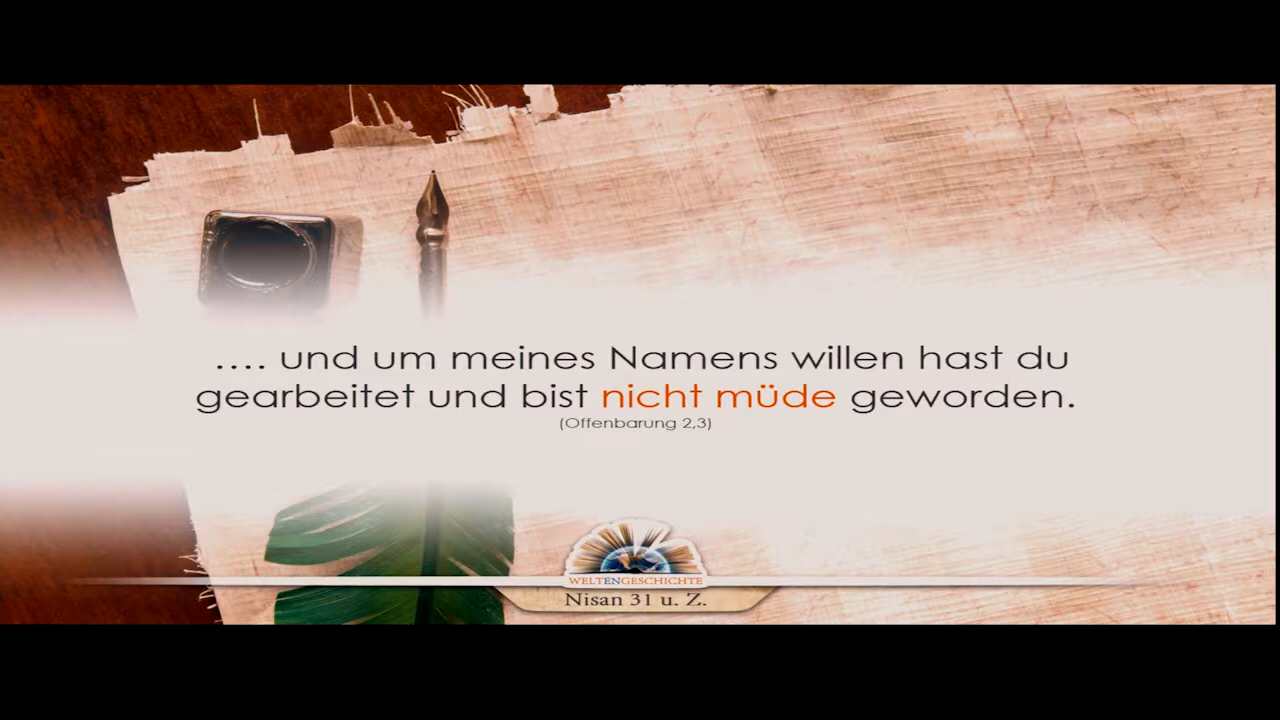 .... und um meines Namens willen hast du
gearbeitet und bist nicht müde geworden.
(Offenbarung 2,3)
WELTENGESCHICHTE
Nisan 31 u. Z.